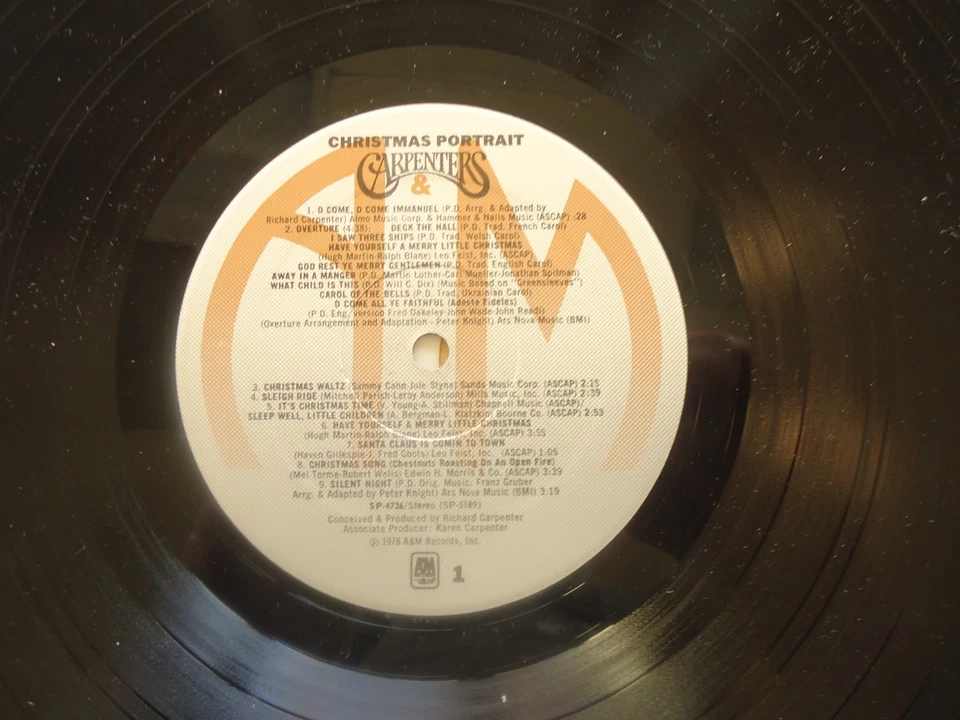 CHRISTMAS PORTRAIT
CARPENTERS
&
1. O COME, O COME IMMANUEL (P.D. Arrg. & Adapted by
Richard Carpenter) Almo Music Corp. & Hammer & Nails Music (ASCAP) :28
2. OVERTURE (4:38): DECK THE HALL (P.D. Trad. French Carol)
I SAW THREE SHIPS (P.D. Trad. Welsh Carol)
HAVE YOURSELF A MERRY LITTLE CHRISTMAS
(Hugh Martin-Ralph Blane) Leo Feist, Inc. (ASCAP)
GOD REST YE MERRY GENTLEMEN (P.D. Trad. English Carol)
AWAY IN A MANGER (P.D. Martin Luther-Carl Mueller-Jonathan Spilman)
WHAT CHILD IS THIS (P.D. Will C. Dix) (Music Based on "Greensleeves")
CAROL OF THE BELLS (P.D. Trad. Ukranian Carol)
O COME ALL YE FAITHFUL (Adeste Fideles)
(P.D. Eng. version Fred Oakeley-John Wade-John Readi)
(Overture Arrangement and Adaptation - Peter Knight) Ars Nova Music (BMI)
3. CHRISTMAS WALTZ (Sammy Cahn-Jule Styne) Sands Music Corp. (ASCAP) 2:15
4. SLEIGH RIDE (Mitchell Parish-Leroy Anderson) Mills Music, Inc. (ASCAP) 2:39
5. IT'S CHRISTMAS TIME (V. Young-A. Stillman) Chappell Music (ASCAP)/
SLEEP WELL, LITTLE CHILDREN (A. Bergman-L. Klatzkin) Bourne Co. (ASCAP) 2:53
6. HAVE YOURSELF A MERRY LITTLE CHRISTMAS
(Hugh Martin-Ralph Blane) Leo Feist, Inc. (ASCAP) 3:55
7. SANTA CLAUS IS COMIN TO TOWN
(Haven Gillespie-J. Fred Coots) Leo Feist, Inc. (ASCAP) 1:05
8. CHRISTMAS SONG (Chestnuts Roasting On An Open Fire)
(Mel Torme-Robert Wells) Edwin H. Morris & Co. (ASCAP) 3:39
9. SILENT NIGHT (P.D. Orig. Music: Franz Gruber
Arrg. & Adapted by Peter Knight) Ars Nova Music (BMI) 3:19
SP-4726/Stereo (SP-5189)
Conceived & Produced by Richard Carpenter
Associate Producer: Karen Carpenter
℗ 1978 A&M Records, Inc.
A&M
1